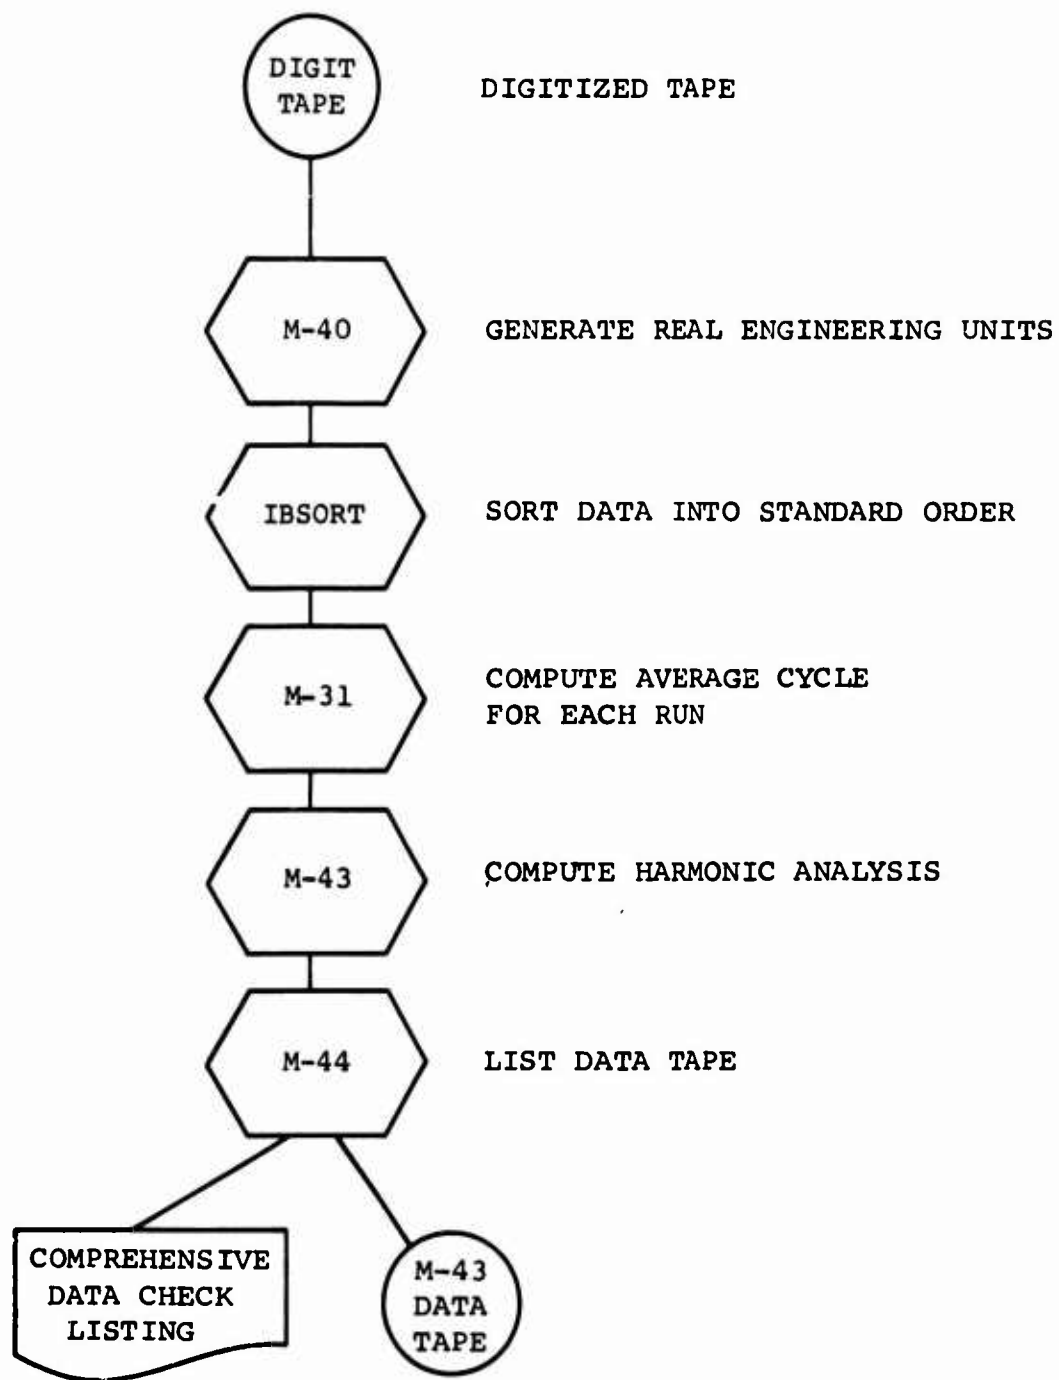 DIGIT
TAPE
DIGITIZED TAPE
M-40
GENERATE REAL ENGINEERING UNITS
IBSORT
SORT DATA INTO STANDARD ORDER
M-31
COMPUTE AVERAGE CYCLE
FOR EACH RUN
M-43
COMPUTE HARMONIC ANALYSIS
M-44
LIST DATA TAPE
COMPREHENSIVE
DATA CHECK
LISTING
M-43
DATA
TAPE